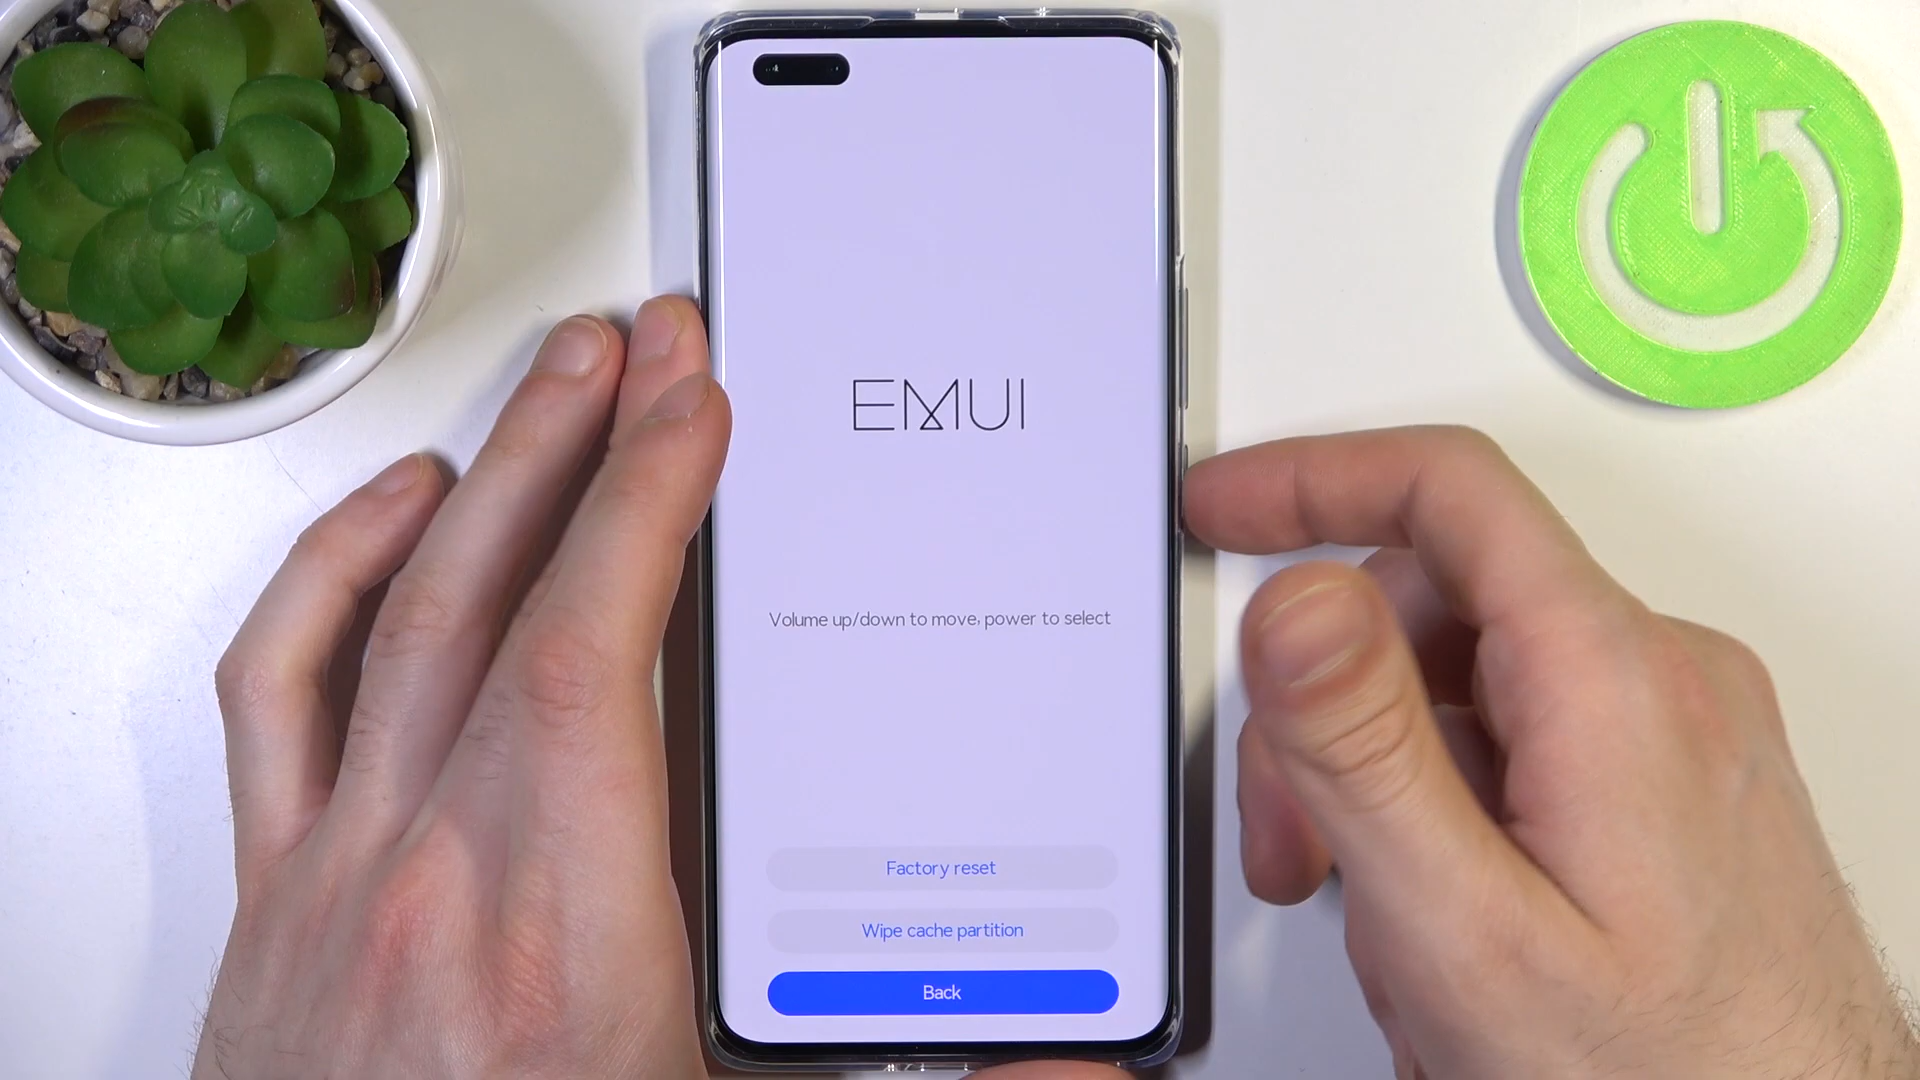 EMUI
Volume up/down to move, power to select
Factory reset
Wipe cache partition
Back